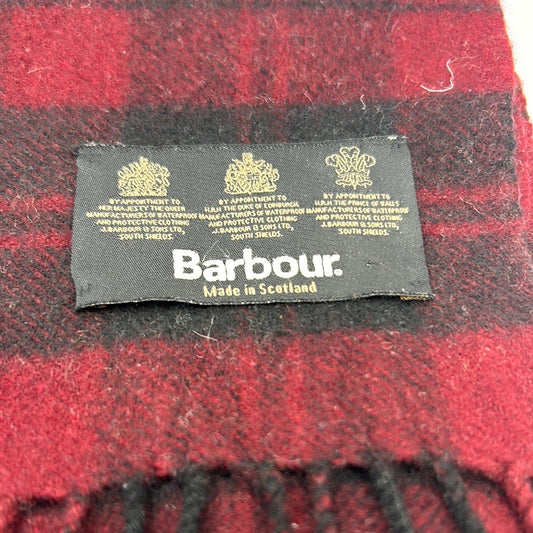 BY APPOINTMENT TO
HER MAJESTY THE QUEEN
MANUFACTURERS OF WATERPROOF
AND PROTECTIVE CLOTHING
J.BARBOUR & SONS LTD,
SOUTH SHIELDS.
BY APPOINTMENT TO
H.R.H THE DUKE OF EDINBURGH
MANUFACTURERS OF WATERPROOF
AND PROTECTIVE CLOTHING
J.BARBOUR & SONS LTD,
SOUTH SHIELDS.
BY APPOINTMENT TO
H.R.H THE PRINCE OF WALES
MANUFACTURERS OF WATERPROOF
AND PROTECTIVE CLOTHING
J.BARBOUR & SONS LTD,
SOUTH SHIELDS.
Barbour.
Made in Scotland